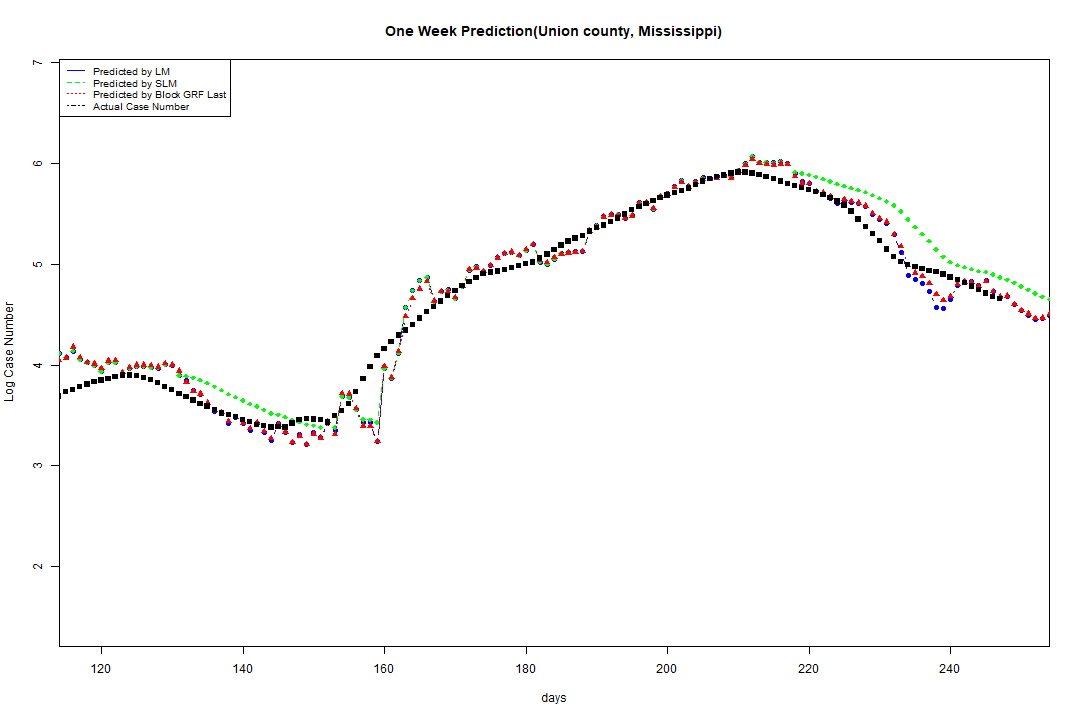 One Week Prediction(Union county, Mississippi)
Predicted by LM
Predicted by SLM
Predicted by Block GRF Last
Actual Case Number
7
6
5
4
3
2
Log Case Number
120 140 160 180 200 220 240
days